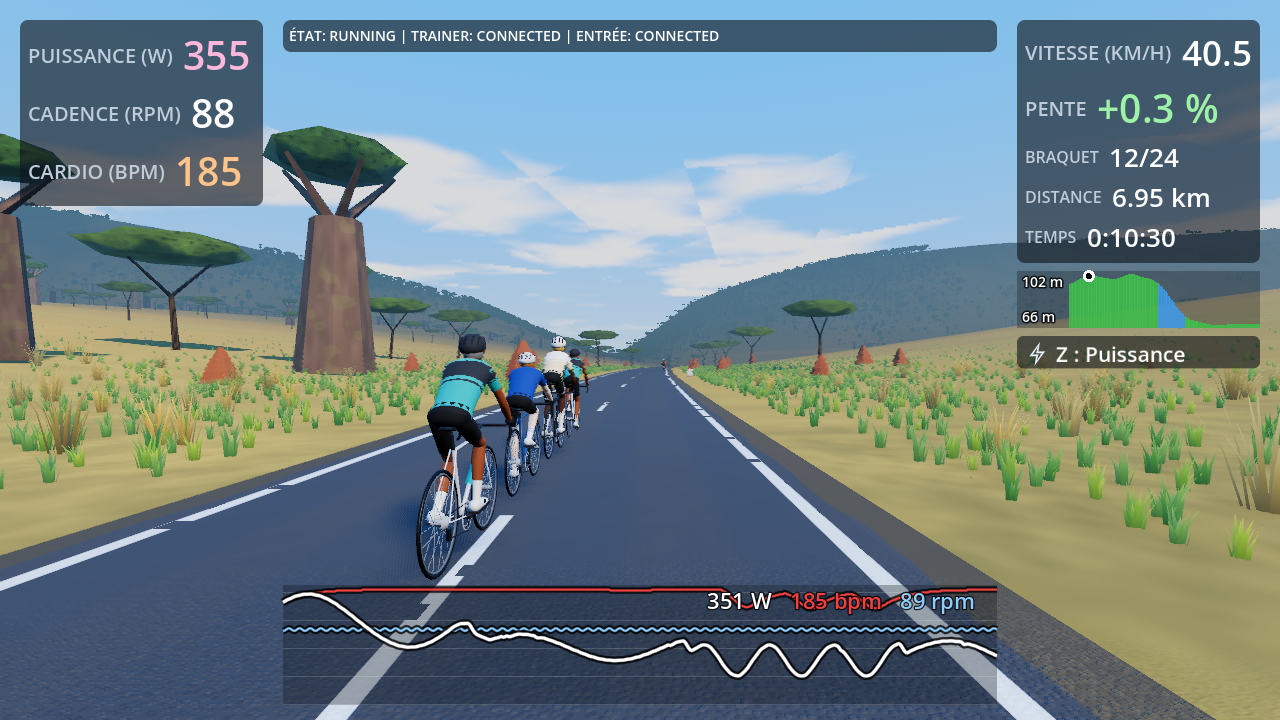 PUISSANCE (W) 355
CADENCE (RPM) 88
CARDIO (BPM) 185
ÉTAT: RUNNING | TRAINER: CONNECTED | ENTRÉE: CONNECTED
VITESSE (KM/H) 40.5
PENTE +0.3 %
BRAQUET 12/24
DISTANCE 6.95 km
TEMPS 0:10:30
102 m
66 m
Z : Puissance
351 W 185 bpm 89 rpm